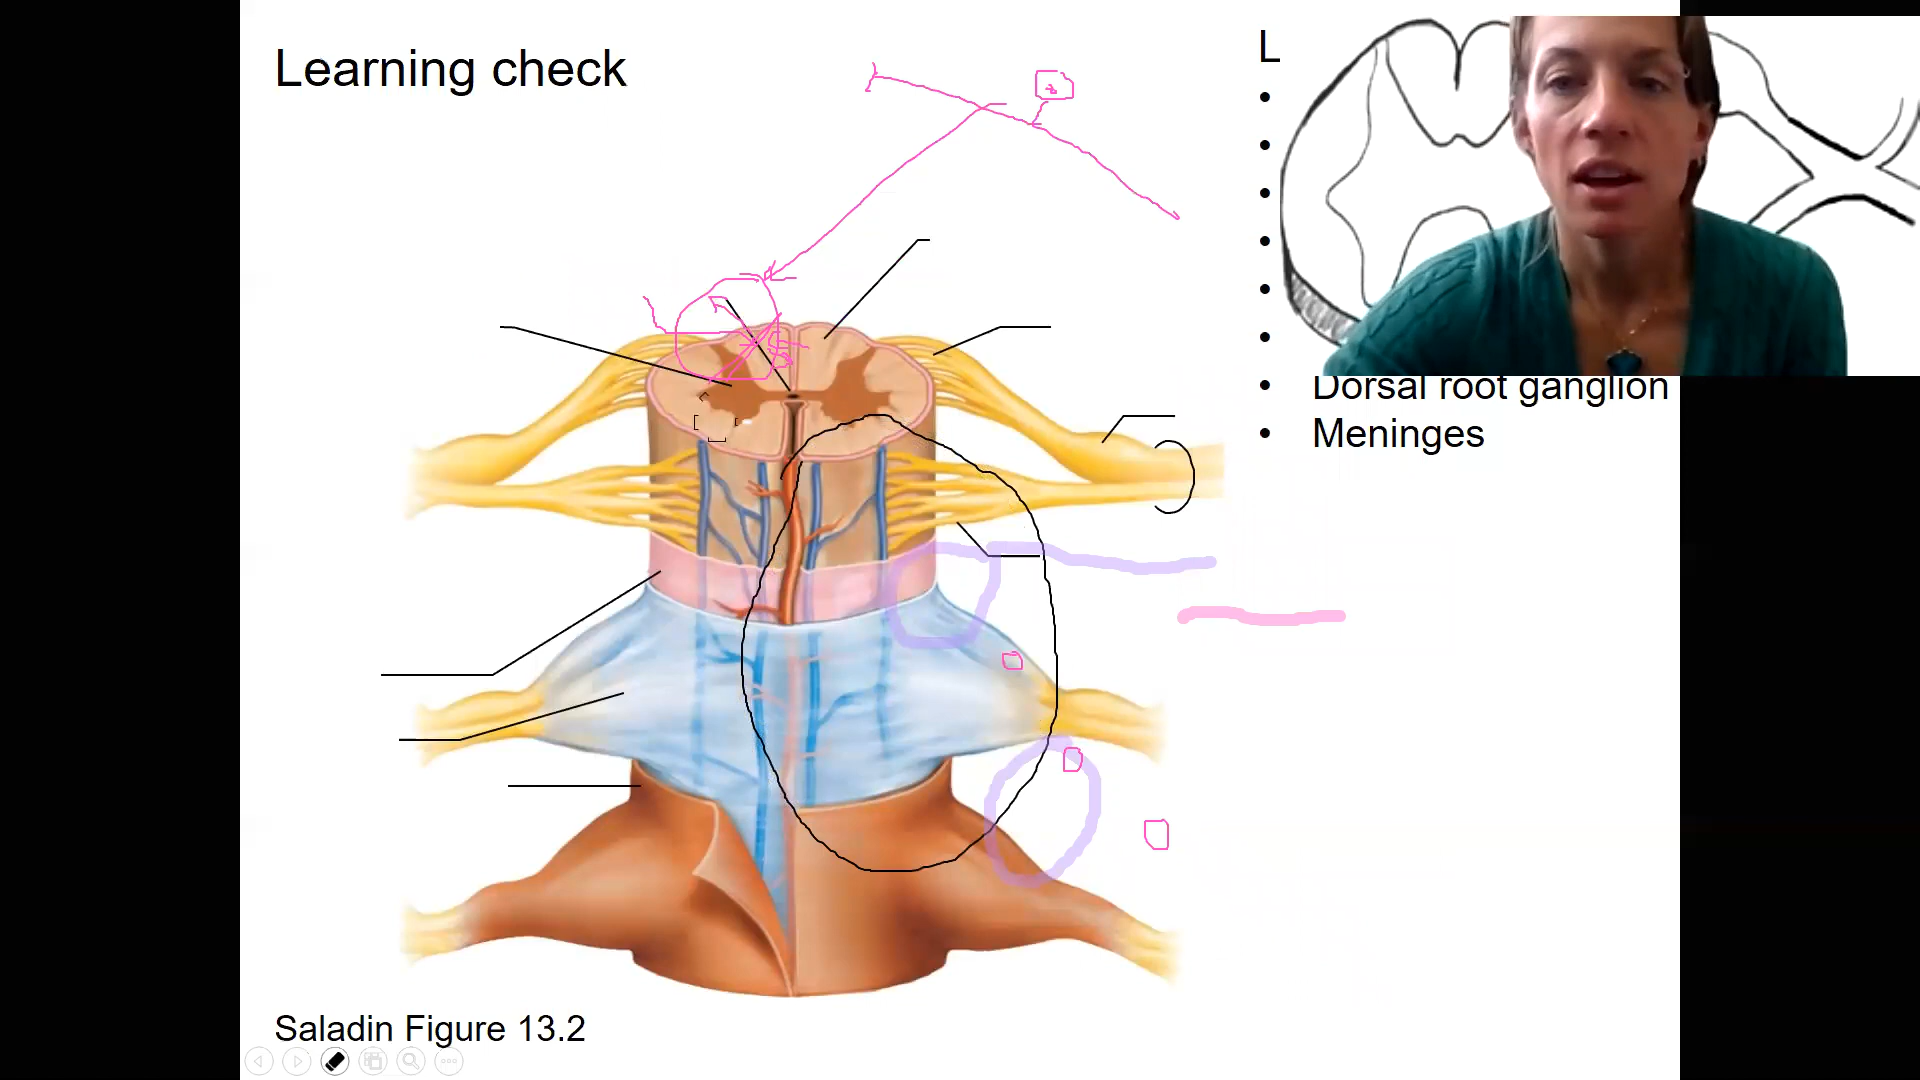 Learning check
L
• 
• 
• 
• 
• 
• 
• Dorsal root ganglion
• Meninges
Saladin Figure 13.2